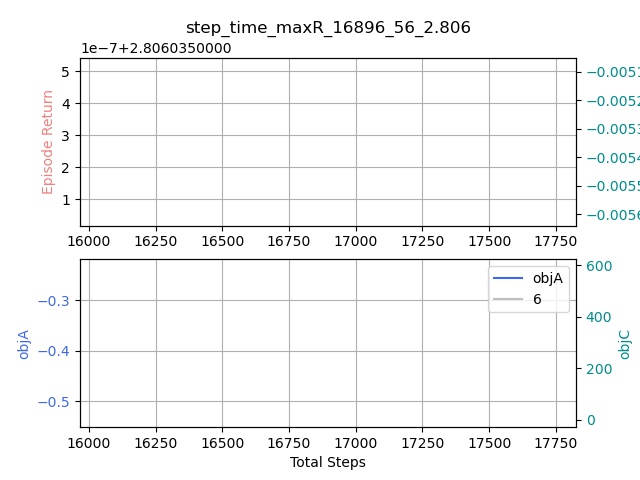 step_time_maxR_16896_56_2.806
1e-7+2.8060350000
Episode Return
5
4
3
2
1
−0.0051
−0.0052
−0.0053
−0.0054
−0.0055
−0.0056
16000 16250 16500 16750 17000 17250 17500 17750
objA
−0.3
−0.4
−0.5
objA
6
600
400
200
0
objC
16000 16250 16500 16750 17000 17250 17500 17750
Total Steps